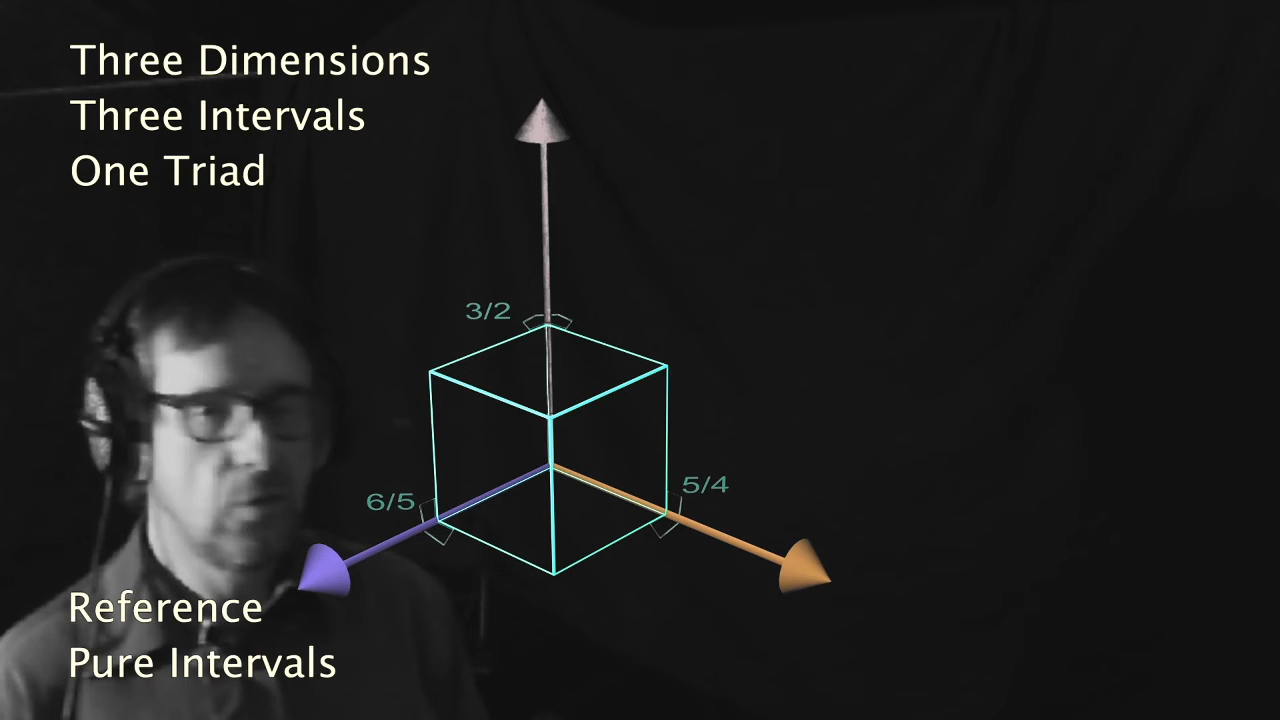 Three Dimensions
Three Intervals
One Triad
3/2
5/4
6/5
Reference
Pure Intervals